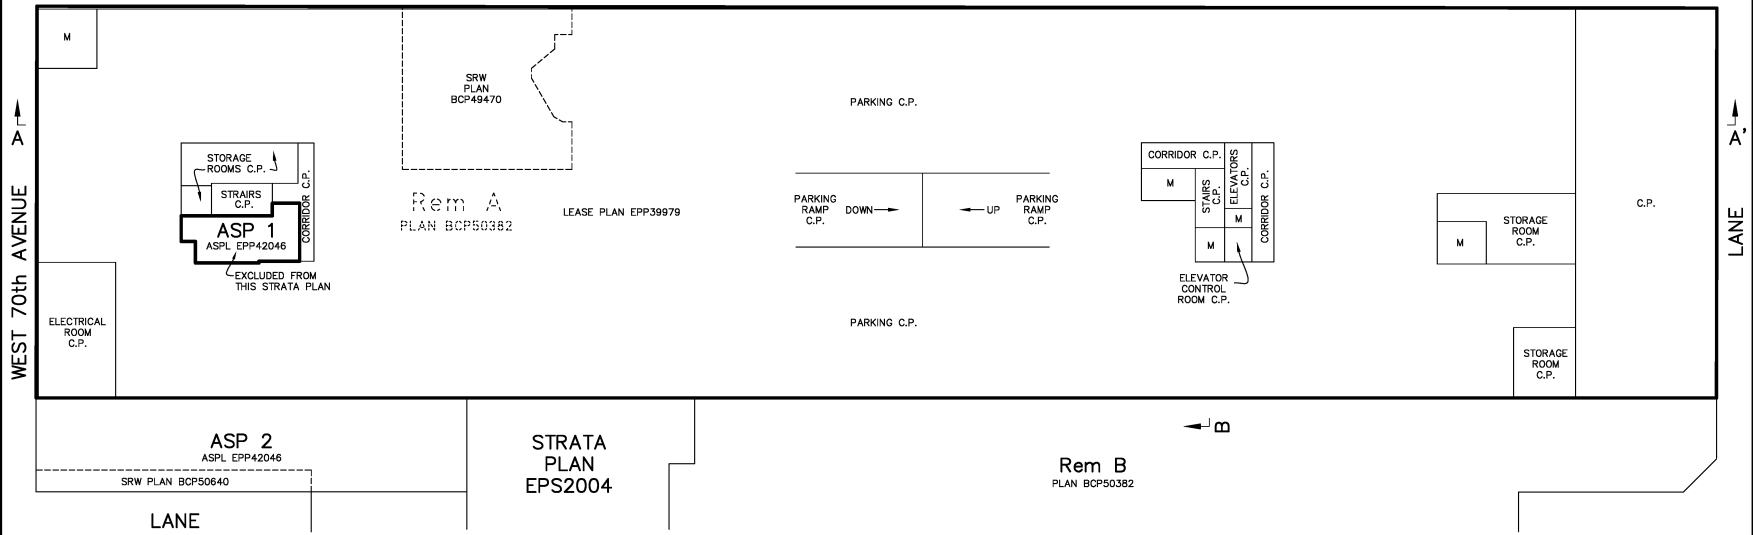 M
SRW
PLAN
BCP49470
PARKING C.P.
A
A'
STORAGE
ROOMS C.P.
STRAIRS
C.P.
CORRIDOR C.P.
ASP 1
ASPL EPP42046
EXCLUDED FROM
THIS STRATA PLAN
Rem A
PLAN BCP50382
LEASE PLAN EPP39979
PARKING
RAMP
C.P.
DOWN
UP
PARKING
RAMP
C.P.
CORRIDOR C.P.
M
STAIRS
C.P.
ELEVATORS
C.P.
M
M
CORRIDOR C.P.
ELEVATOR
CONTROL
ROOM C.P.
STORAGE
ROOM
C.P.
M
C.P.
WEST 70th AVENUE
LANE
ELECTRICAL
ROOM
C.P.
PARKING C.P.
STORAGE
ROOM
C.P.
ASP 2
ASPL EPP42046
SRW PLAN BCP50640
LANE
STRATA
PLAN
EPS2004
B
Rem B
PLAN BCP50382